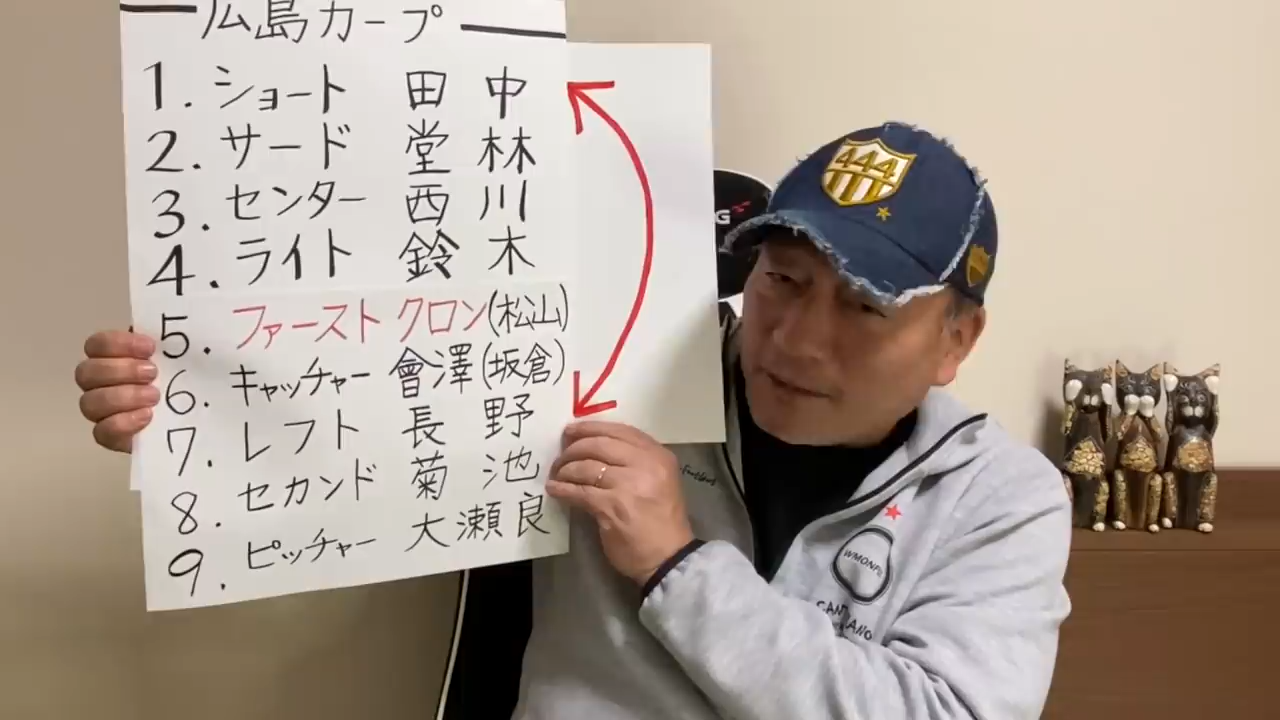 広島カープ
1. ショート 田中
2. サード 堂林
3. センター 西川
4. ライト 鈴木
5. ファースト クロン(松山)
6. キャッチャー 會澤(坂倉)
7. レフト 長野
8. セカンド 菊池
9. ピッチャー 大瀬良
444
G